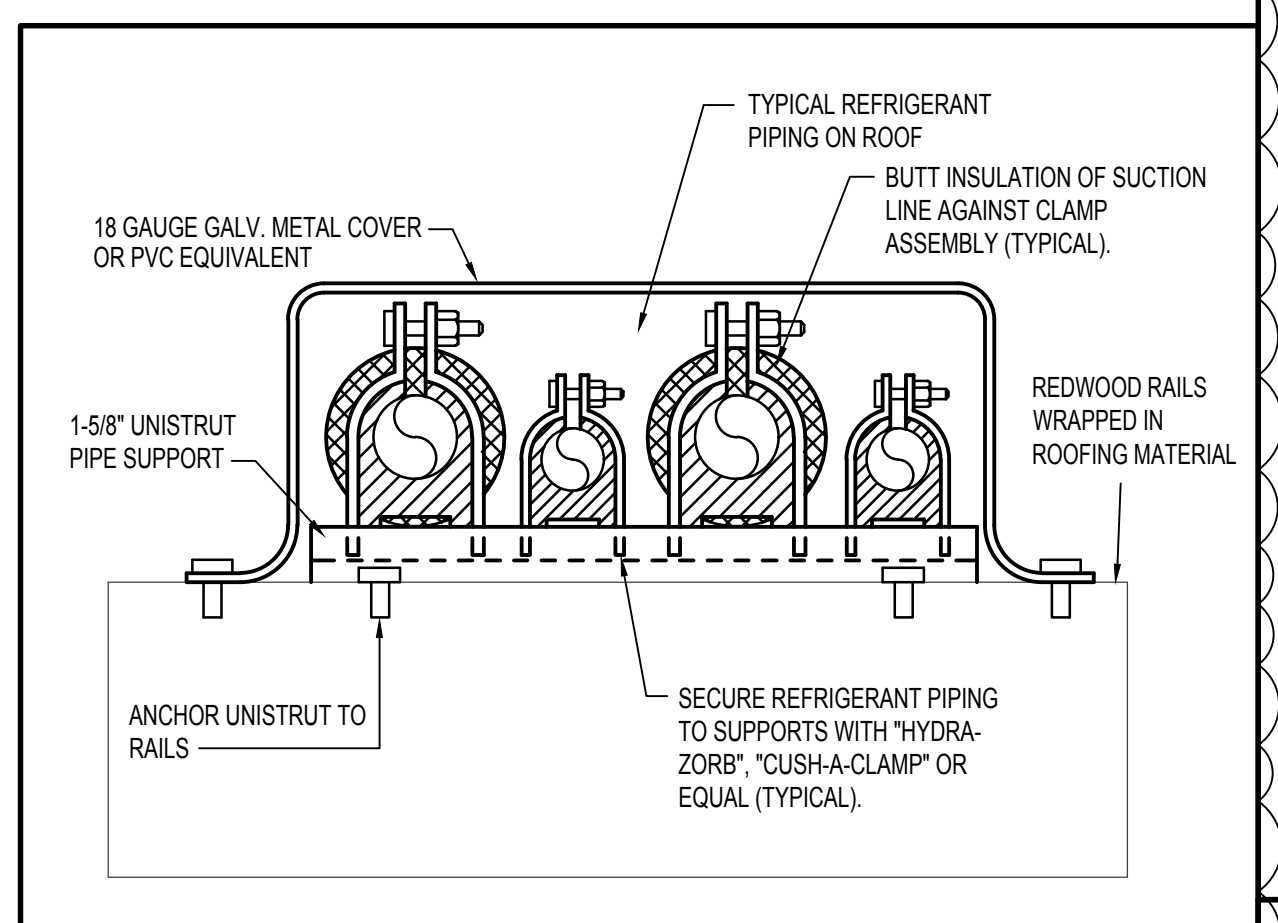 TYPICAL REFRIGERANT
PIPING ON ROOF
BUTT INSULATION OF SUCTION
LINE AGAINST CLAMP
ASSEMBLY (TYPICAL).
18 GAUGE GALV. METAL COVER
OR PVC EQUIVALENT
REDWOOD RAILS
WRAPPED IN
ROOFING MATERIAL
1-5/8" UNISTRUT
PIPE SUPPORT
ANCHOR UNISTRUT TO
RAILS
SECURE REFRIGERANT PIPING
TO SUPPORTS WITH "HYDRA-
ZORB", "CUSH-A-CLAMP" OR
EQUAL (TYPICAL).